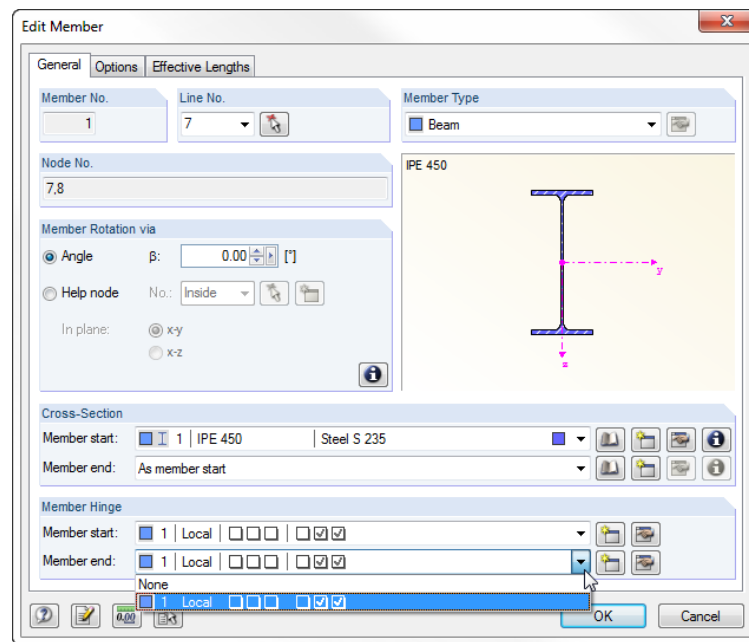 Edit Member
General Options Effective Lengths
Member No. Line No. Member Type
1 7 Beam
Node No. IPE 450
7,8
Member Rotation via
Angle β: 0.00 [°]
y
Help node No.: Inside
In plane: x-y
x-z
z
Cross-Section
Member start: 1 IPE 450 Steel S 235
Member end: As member start
Member Hinge
Member start: 1 Local
Member end: 1 Local
None
1 Local
0.00 OK Cancel